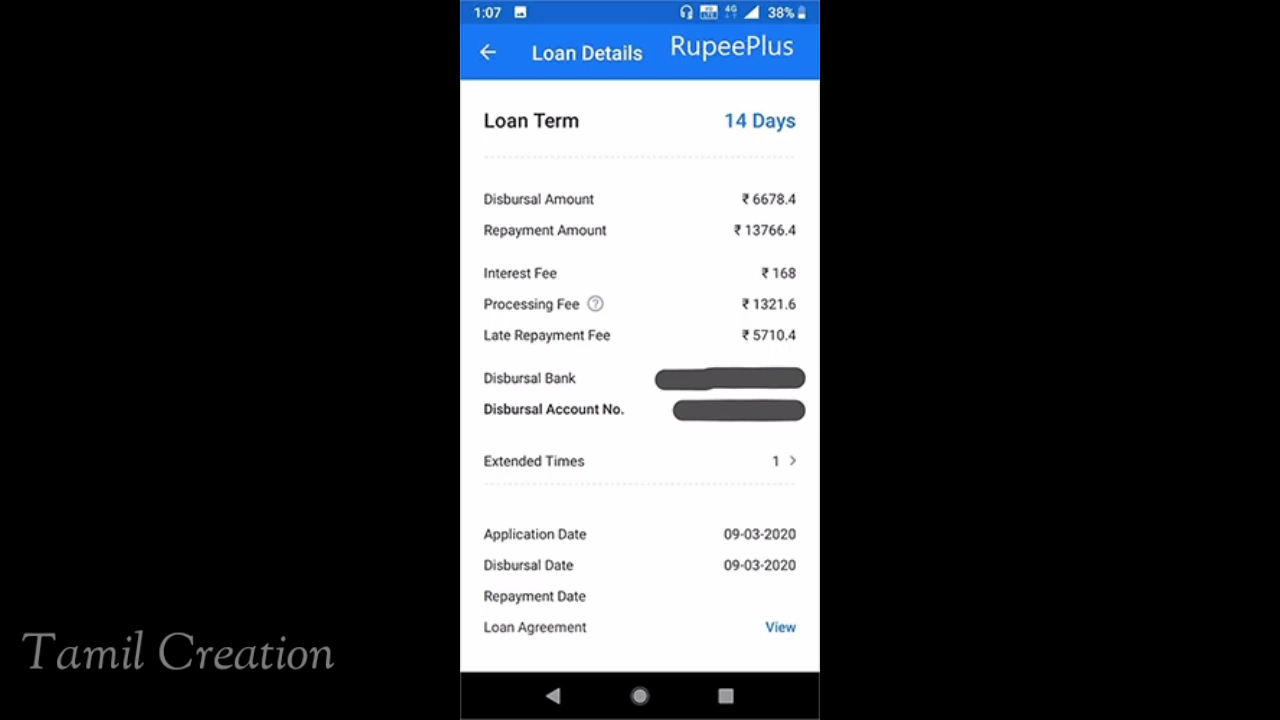 1:07 4G 38%
Loan Details RupeePlus
Loan Term 14 Days
Disbursal Amount ₹ 6678.4
Repayment Amount ₹ 13766.4
Interest Fee ₹ 168
Processing Fee ? ₹ 1321.6
Late Repayment Fee ₹ 5710.4
Disbursal Bank
Disbursal Account No.
Extended Times 1 >
Application Date 09-03-2020
Disbursal Date 09-03-2020
Repayment Date
Loan Agreement View
Tamil Creation